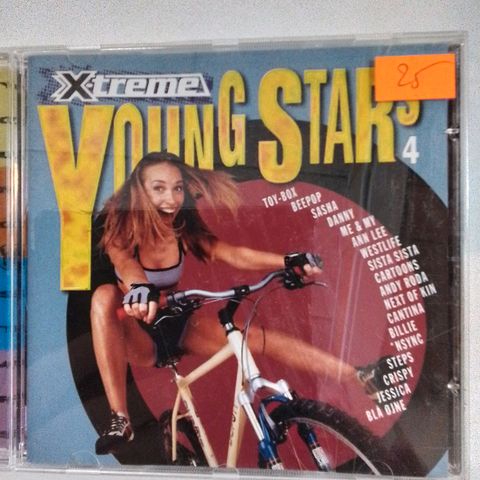 X-treme
YOUNG STARS
4
25
TOY-BOX
BEEPOP
SASHA
DANNY
ME & MY
ANN LEE
WESTLIFE
SISTA SISTA
CARTOONS
ANDY RODA
NEXT OF KIN
CANTINA
BILLIE
*NSYNC
STEPS
CRISPY
JESSICA
BLÅ ØJNE